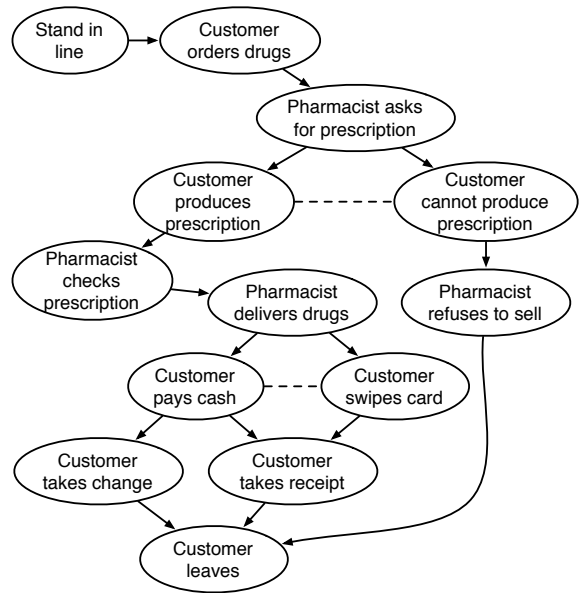 Stand in
line
Customer
orders drugs
Pharmacist asks
for prescription
Customer
produces
prescription
Customer
cannot produce
prescription
Pharmacist
checks
prescription
Pharmacist
delivers drugs
Pharmacist
refuses to sell
Customer
pays cash
Customer
swipes card
Customer
takes change
Customer
takes receipt
Customer
leaves